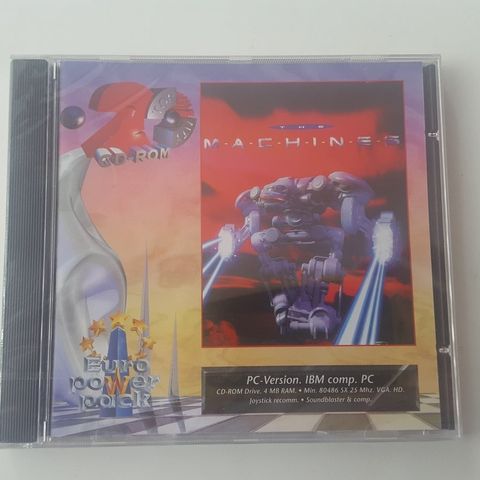 CD-ROM
THE
M·A·C·H·I·N·E·S
Euro
power
pack
PC-Version. IBM comp. PC
CD-ROM Drive. 4 MB RAM. • Min. 80486 SX 25 Mhz. VGA. HD.
Joystick recomm. • Soundblaster & comp.